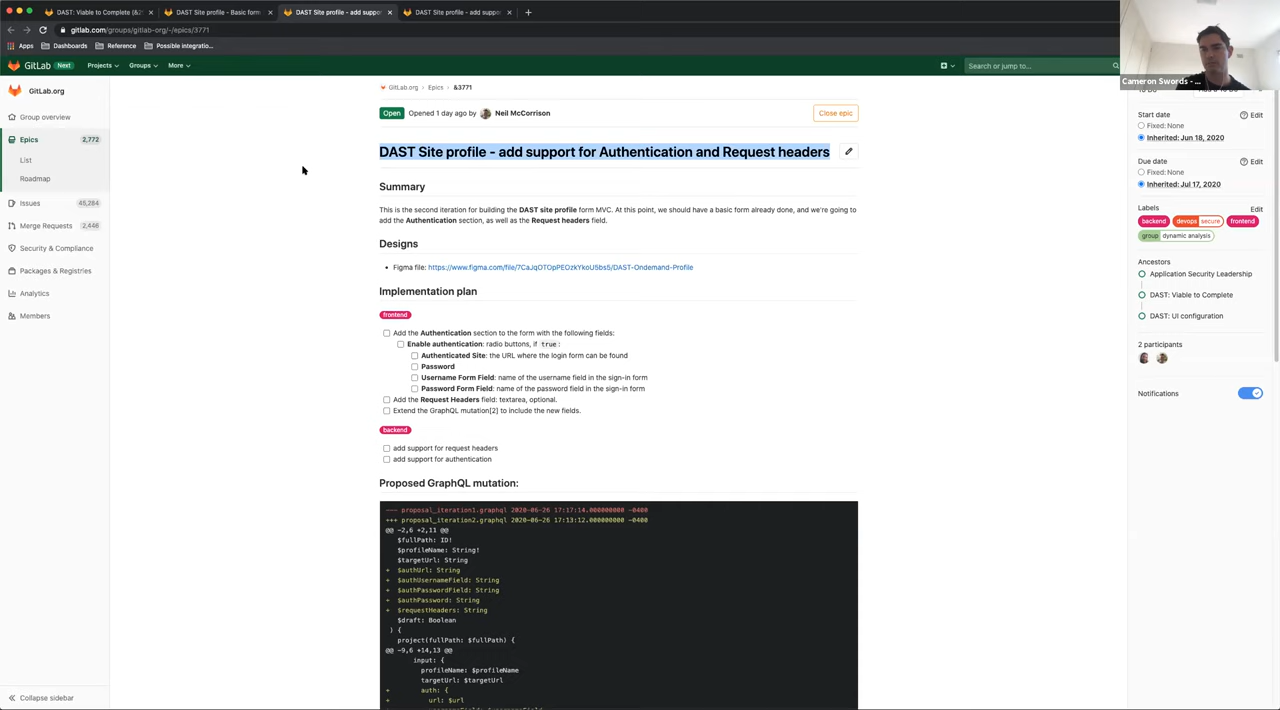 DAST: Viable to Complete (&2
DAST Site profile - Basic form
DAST Site profile - add suppor
DAST Site profile - add suppo
gitlab.com/groups/gitlab-org/-/epics/3771
Apps
Dashboards
Reference
Possible integratio...
GitLab
Next
Projects
Groups
More
Search or jump to...
Cameron Swords - ...
GitLab.org
Group overview
Epics
2,772
List
Roadmap
Issues
45,284
Merge Requests
2,446
Security & Compliance
Packages & Registries
Analytics
Members
Collapse sidebar
GitLab.org > Epics > &3771
Open
Opened 1 day ago by
Neil McCorrison
Close epic
DAST Site profile - add support for Authentication and Request headers
Summary
This is the second iteration for building the DAST site profile form MVC. At this point, we should have a basic form already done, and we're going to
add the Authentication section, as well as the Request headers field.
Designs
Figma file: https://www.figma.com/file/7CaJqOTOpPEOzkYkoU5bs5/DAST-Ondemand-Profile
Implementation plan
frontend
Add the Authentication section to the form with the following fields:
Enable authentication: radio buttons, if true:
Authenticated Site: the URL where the login form can be found
Password
Username Form Field: name of the username field in the sign-in form
Password Form Field: name of the password field in the sign-in form
Add the Request Headers field: textarea, optional.
Extend the GraphQL mutation[2] to include the new fields.
backend
add support for request headers
add support for authentication
Proposed GraphQL mutation:
--- proposal_iteration1.graphql 2020-06-26 17:17:14.000000000 -0400
+++ proposal_iteration2.graphql 2020-06-26 17:13:12.000000000 -0400
@@ -2,6 +2,11 @@
$fullPath: ID!
$profileName: String!
$targetUrl: String
+ $authUrl: String
+ $authUsernameField: String
+ $authPasswordField: String
+ $authPassword: String
+ $requestHeaders: String
$draft: Boolean
) {
project(fullPath: $fullPath) {
@@ -9,6 +14,13 @@
input: {
profileName: $profileName
targetUrl: $targetUrl
+ auth: {
+ url: $url
Start date
Edit
Fixed: None
Inherited: Jun 18, 2020
Due date
Edit
Fixed: None
Inherited: Jul 17, 2020
Labels
Edit
backend
devops secure
frontend
group dynamic analysis
Ancestors
Application Security Leadership
DAST: Viable to Complete
DAST: UI configuration
2 participants
Notifications